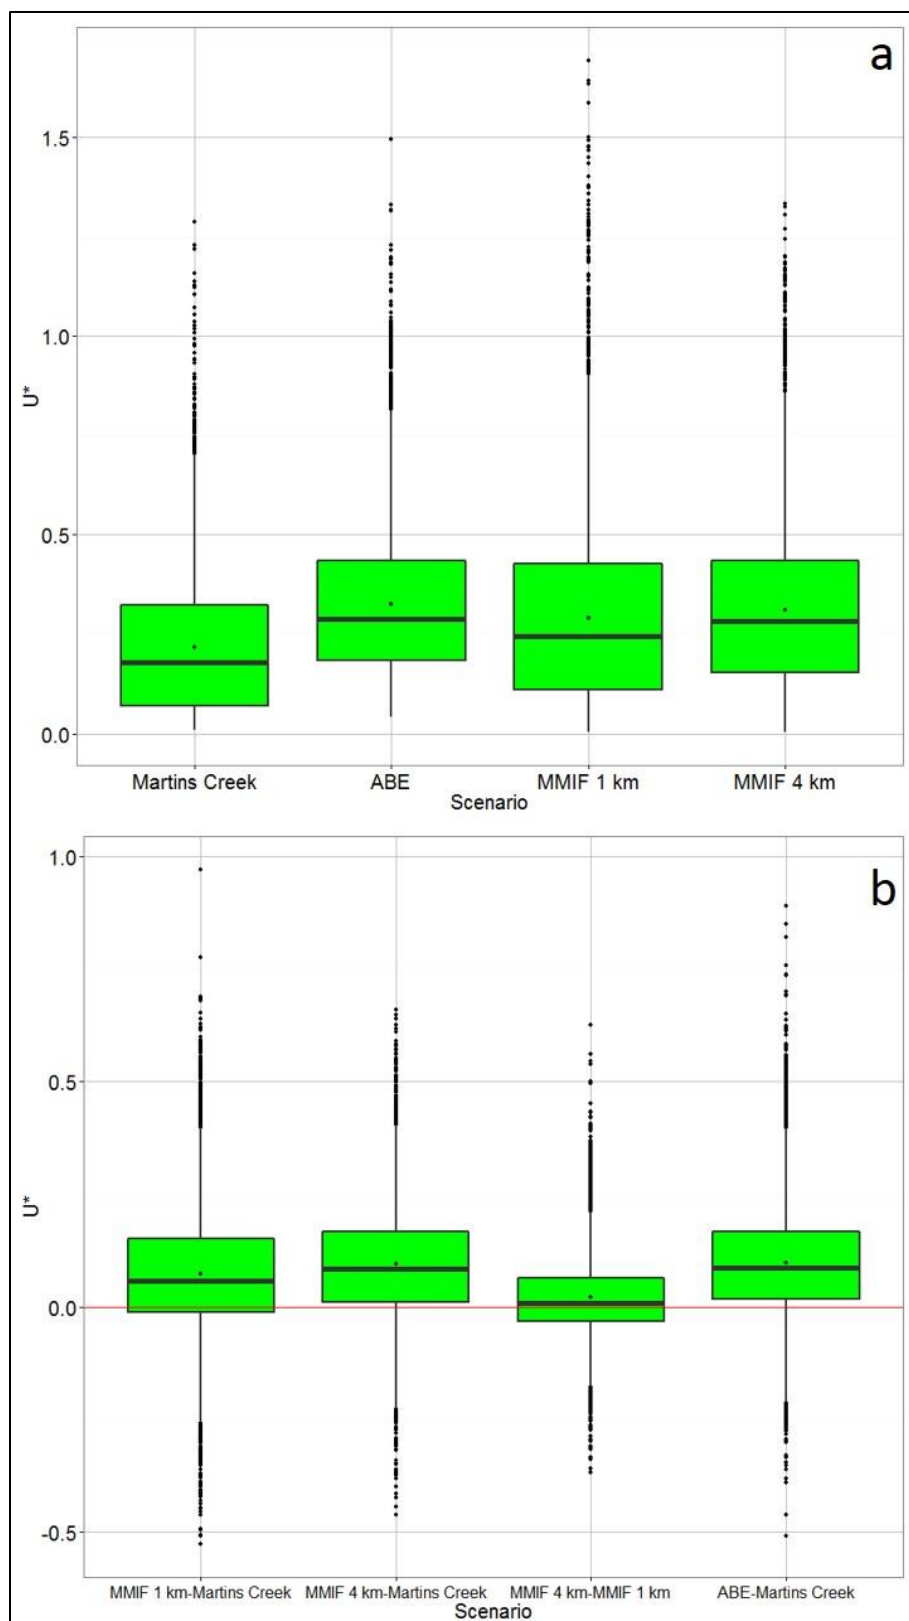 a
1.5
1.0
U*
0.5
0.0
Martins Creek ABE MMIF 1 km MMIF 4 km
Scenario
1.0
b
0.5
U*
0.0
-0.5
MMIF 1 km-Martins Creek MMIF 4 km-Martins Creek MMIF 4 km-MMIF 1 km ABE-Martins Creek
Scenario